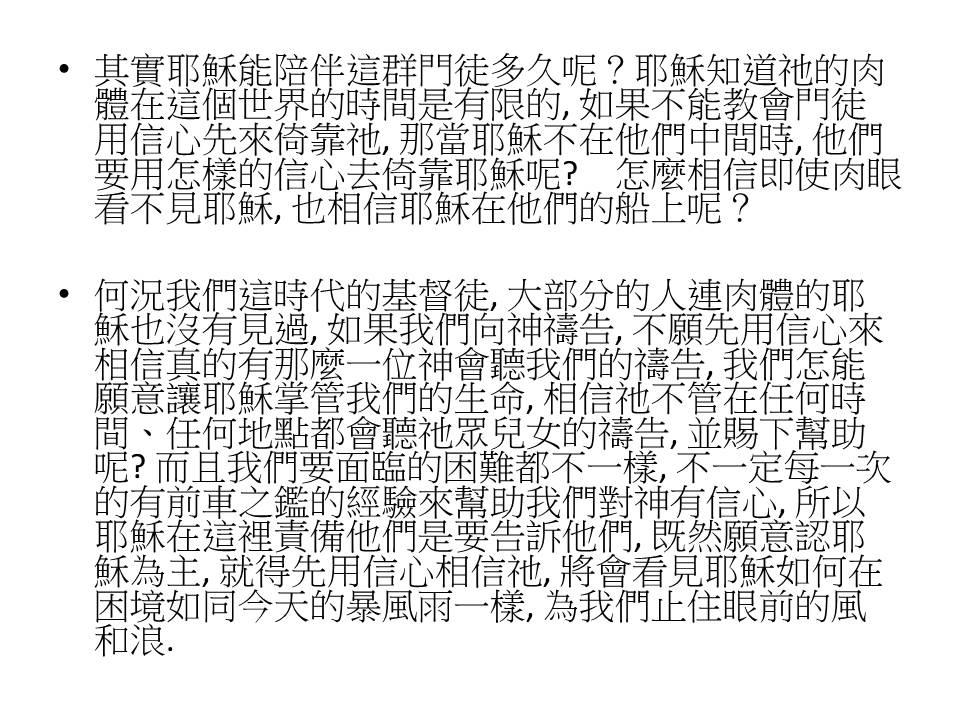 • 其實耶穌能陪伴這群門徒多久呢？耶穌知道祂的肉
體在這個世界的時間是有限的, 如果不能教會門徒
用信心先來倚靠祂, 那當耶穌不在他們中間時, 他們
要用怎樣的信心去倚靠耶穌呢?　怎麼相信即使肉眼
看不見耶穌, 也相信耶穌在他們的船上呢？
• 何況我們這時代的基督徒, 大部分的人連肉體的耶
穌也沒有見過, 如果我們向神禱告, 不願先用信心來
相信真的有那麼一位神會聽我們的禱告, 我們怎能
願意讓耶穌掌管我們的生命, 相信祂不管在任何時
間、任何地點都會聽祂眾兒女的禱告, 並賜下幫助
呢? 而且我們要面臨的困難都不一樣, 不一定每一次
的有前車之鑑的經驗來幫助我們對神有信心, 所以
耶穌在這裡責備他們是要告訴他們, 既然願意認耶
穌為主, 就得先用信心相信祂, 將會看見耶穌如何在
困境如同今天的暴風雨一樣, 為我們止住眼前的風
和浪.